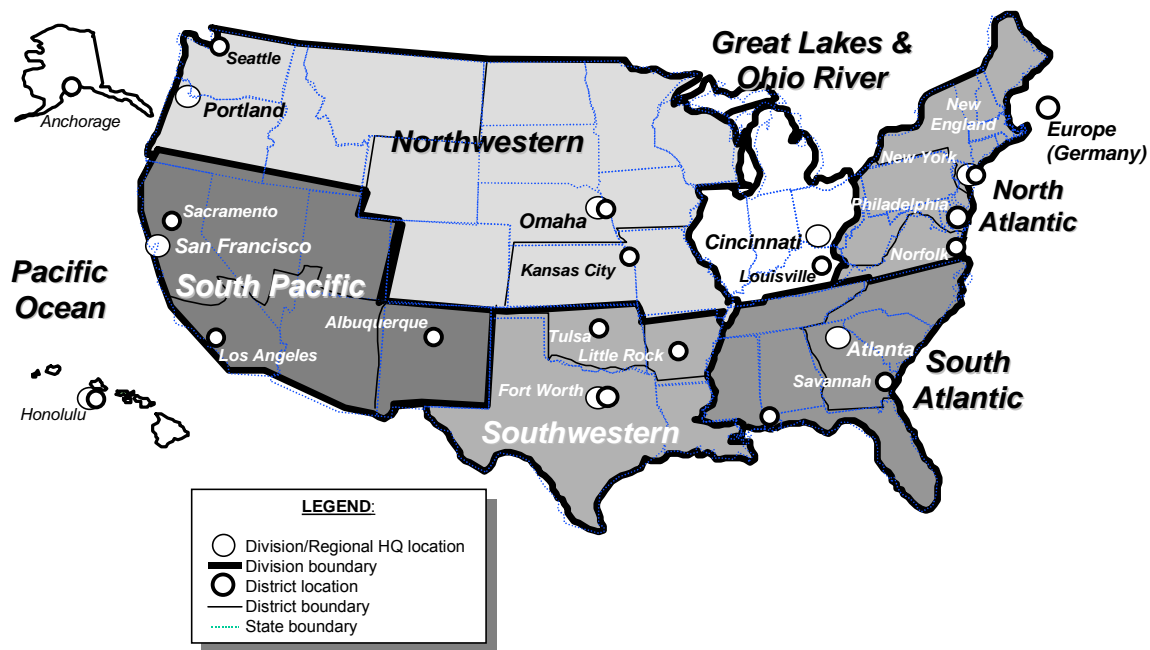 Great Lakes &
Ohio River
Seattle
Portland
Anchorage
Northwestern
New
England
Europe
(Germany)
New York
North
Atlantic
Philadelphia
Norfolk
Sacramento
San Francisco
South Pacific
Pacific
Ocean
Omaha
Kansas City
Cincinnati
Louisville
Albuquerque
Los Angeles
Tulsa
Little Rock
Fort Worth
Southwestern
Atlanta
Savannah
South
Atlantic
Honolulu
LEGEND:
Division/Regional HQ location
Division boundary
District location
District boundary
State boundary